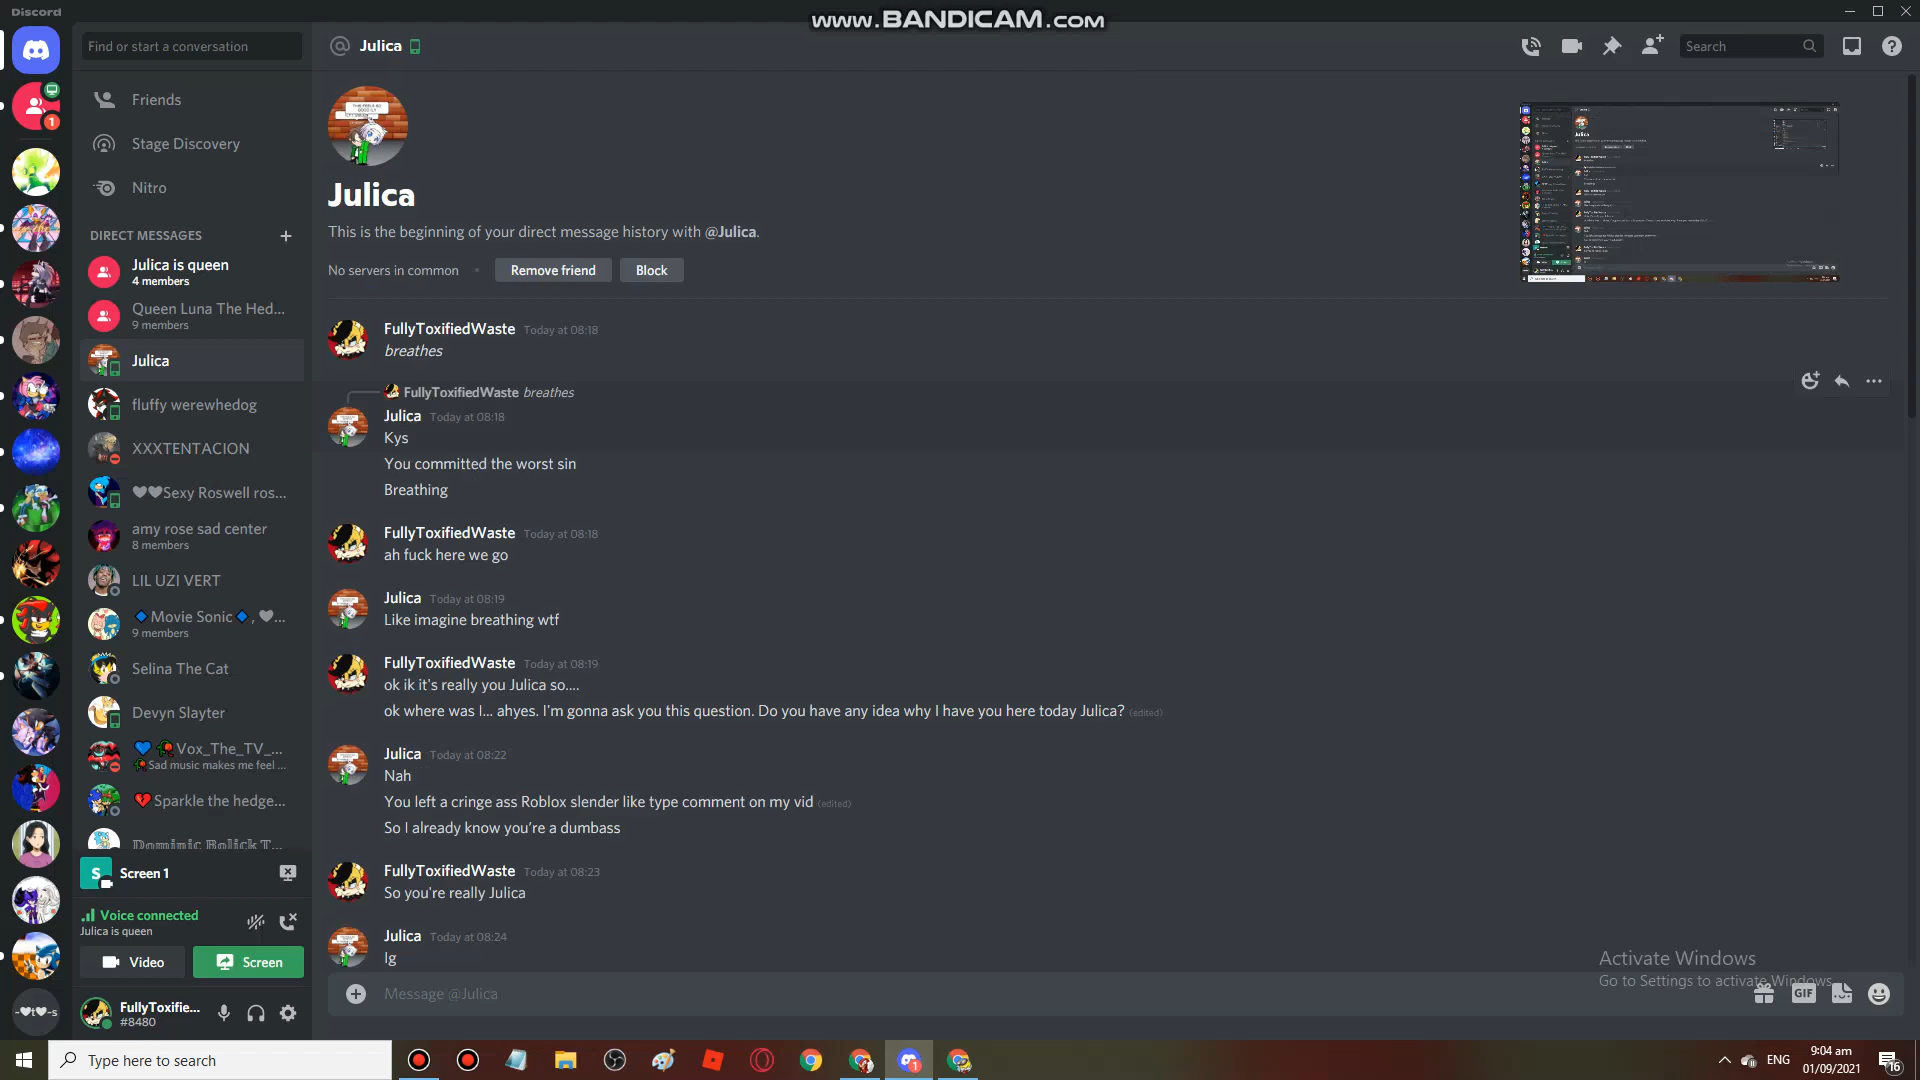 Discord
www.BANDICAM.com
Find or start a conversation
Julica
Search
Friends
Stage Discovery
Nitro
DIRECT MESSAGES
Julica is queen
4 members
Queen Luna The Hed...
9 members
Julica
fluffy werewhedog
XXXTENTACION
Sexy Roswell ros...
amy rose sad center
8 members
LIL UZI VERT
Movie Sonic🔹, 🖤...
9 members
Selina The Cat
Devyn Slayter
Vox_The_TV_...
Sad music makes me feel ...
Sparkle the hedge...
Dominic Bolick T...
S
Screen 1
Voice connected
Julica is queen
Video
Screen
FullyToxifie...
#8480
Julica
This is the beginning of your direct message history with @Julica.
No servers in common
Remove friend
Block
FullyToxifiedWaste Today at 08:18
breathes
FullyToxifiedWaste breathes
Julica Today at 08:18
Kys
You committed the worst sin
Breathing
FullyToxifiedWaste Today at 08:18
ah fuck here we go
Julica Today at 08:19
Like imagine breathing wtf
FullyToxifiedWaste Today at 08:19
ok ik it's really you Julica so....
ok where was I... ahyes. I'm gonna ask you this question. Do you have any idea why I have you here today Julica? (edited)
Julica Today at 08:22
Nah
You left a cringe ass Roblox slender like type comment on my vid (edited)
So I already know you’re a dumbass
FullyToxifiedWaste Today at 08:23
So you're really Julica
Julica Today at 08:24
Ig
Message @Julica
GIF
Activate Windows
Go to Settings to activate Windows.
Type here to search
ENG
9:04 am
01/09/2021
16